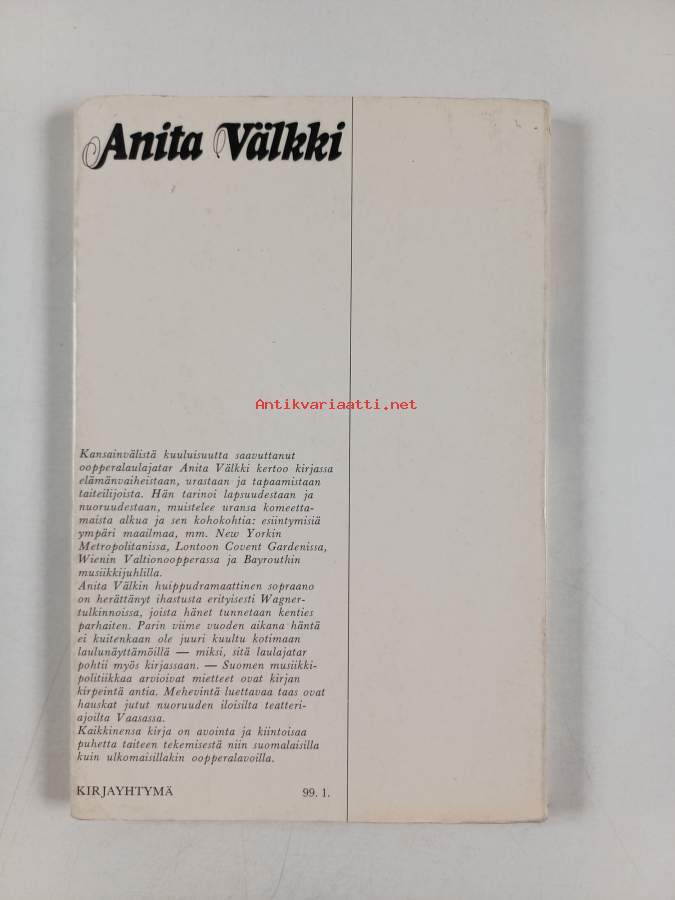 Anita Välkki
Antikvariaatti.net
Kansainvälistä kuuluisuutta saavuttanut
oopperalaulajatar Anita Välkki kertoo kirjassa
elämänvaiheistaan, urastaan ja tapaamistaan
taiteilijoista. Hän tarinoi lapsuudestaan ja
nuoruudestaan, muistelee uransa komeetta-
maista alkua ja sen kohokohtia: esiintymisiä
ympäri maailmaa, mm. New Yorkin
Metropolitanissa, Lontoon Covent Gardenissa,
Wienin Valtionoopperassa ja Bayrouthin
musiikkijuhlilla.
Anita Välkin huippudramaattinen sopraano
on herättänyt ihastusta erityisesti Wagner-
tulkinnoissa, joista hänet tunnetaan kenties
parhaiten. Parin viime vuoden aikana häntä
ei kuitenkaan ole juuri kuultu kotimaan
laulunäyttämöillä — miksi, sitä laulajatar
pohtii myös kirjassaan. — Suomen musiikki-
politiikkaa arvioivat mietteet ovat kirjan
kirpeintä antia. Mehevintä luettavaa taas ovat
hauskat jutut nuoruuden iloisilta teatteri-
ajoilta Vaasassa.
Kaikkinensa kirja on avointa ja kiintoisaa
puhetta taiteen tekemisestä niin suomalaisilla
kuin ulkomaisillakin oopperalavoilla.
KIRJAYHTYMÄ 99. 1.